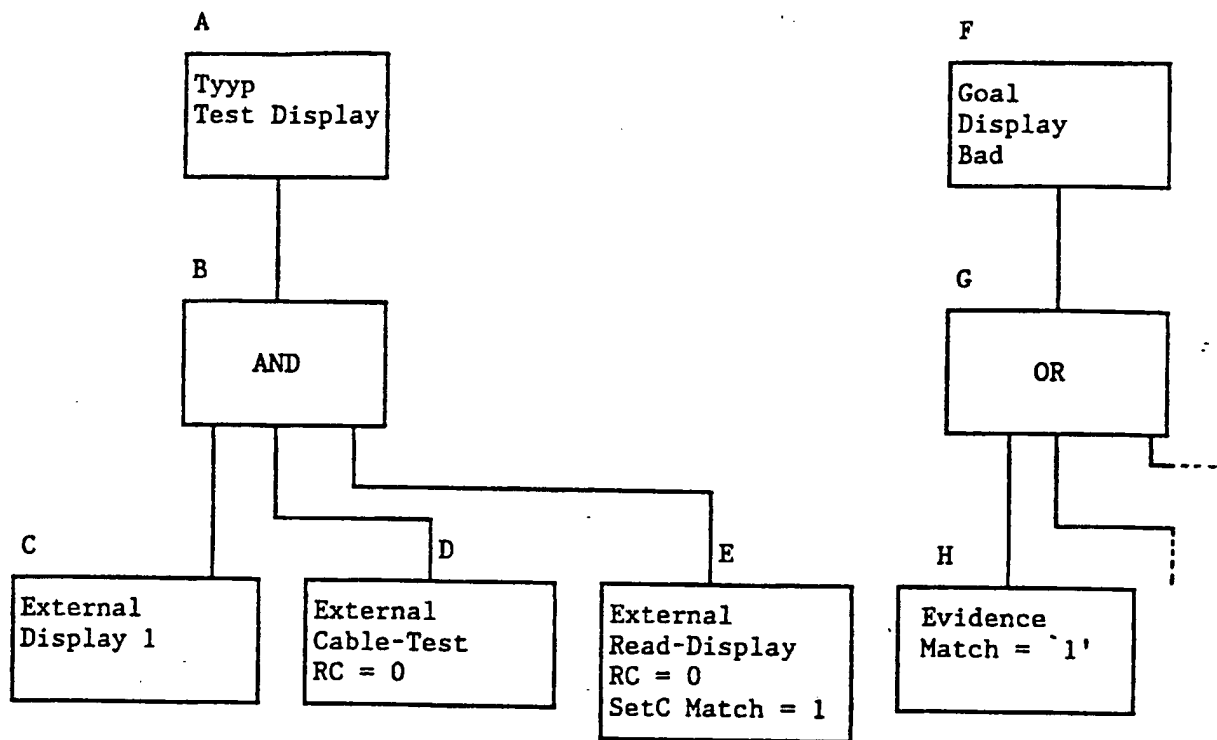 A
Tyyp
Test Display
B
AND
C
External
Display 1
D
External
Cable-Test
RC = 0
E
External
Read-Display
RC = 0
SetC Match = 1
F
Goal
Display
Bad
G
OR
H
Evidence
Match = `1'